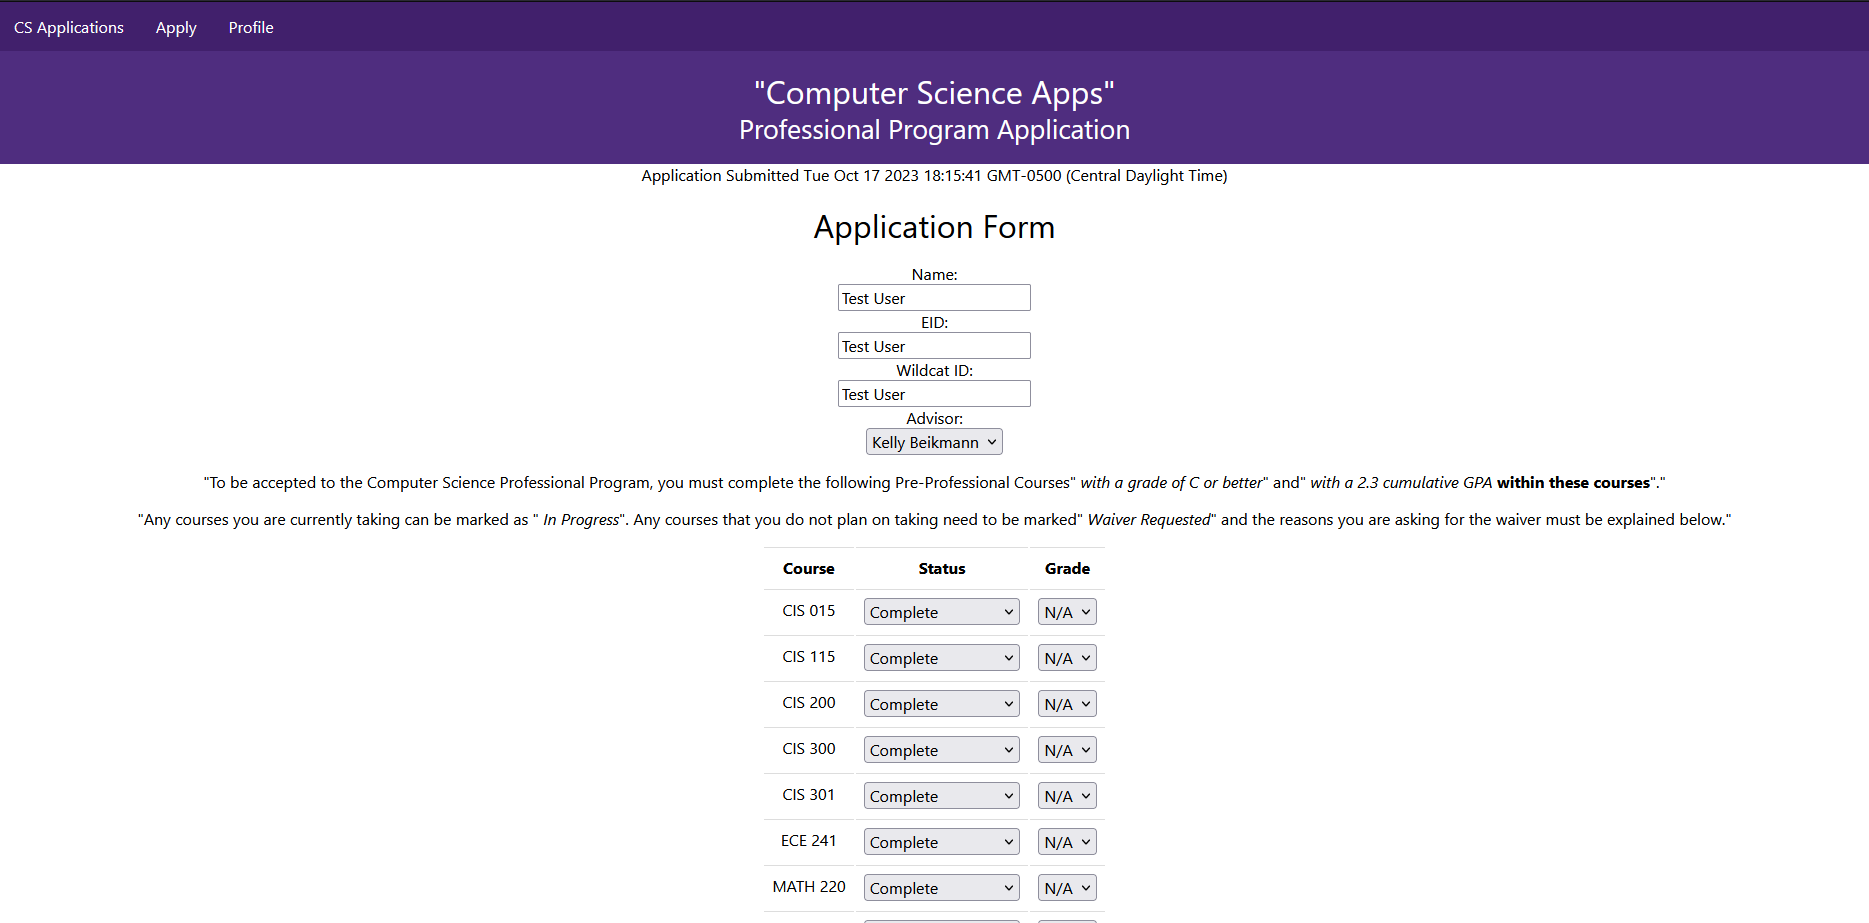 CS Applications Apply Profile
"Computer Science Apps"
Professional Program Application
Application Submitted Tue Oct 17 2023 18:15:41 GMT-0500 (Central Daylight Time)
Application Form
Name:
Test User
EID:
Test User
Wildcat ID:
Test User
Advisor:
Kelly Beikmann
"To be accepted to the Computer Science Professional Program, you must complete the following Pre-Professional Courses" with a grade of C or better" and" with a 2.3 cumulative GPA within these courses"."
"Any courses you are currently taking can be marked as " In Progress". Any courses that you do not plan on taking need to be marked" Waiver Requested" and the reasons you are asking for the waiver must be explained below."
Course Status Grade
CIS 015 Complete N/A
CIS 115 Complete N/A
CIS 200 Complete N/A
CIS 300 Complete N/A
CIS 301 Complete N/A
ECE 241 Complete N/A
MATH 220 Complete N/A